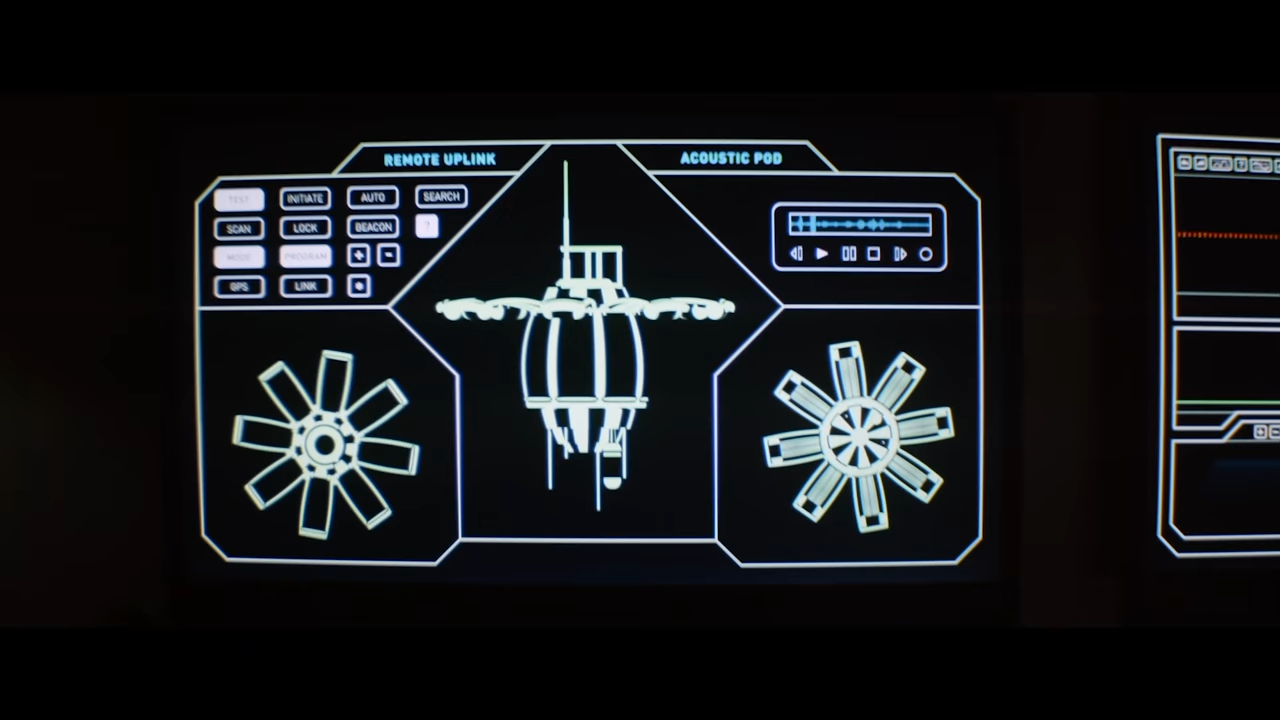 REMOTE UPLINK
ACOUSTIC POD
TEST INITIATE AUTO SEARCH
SCAN LOCK BEACON ?
MODE PROGRAM + -
GPS LINK